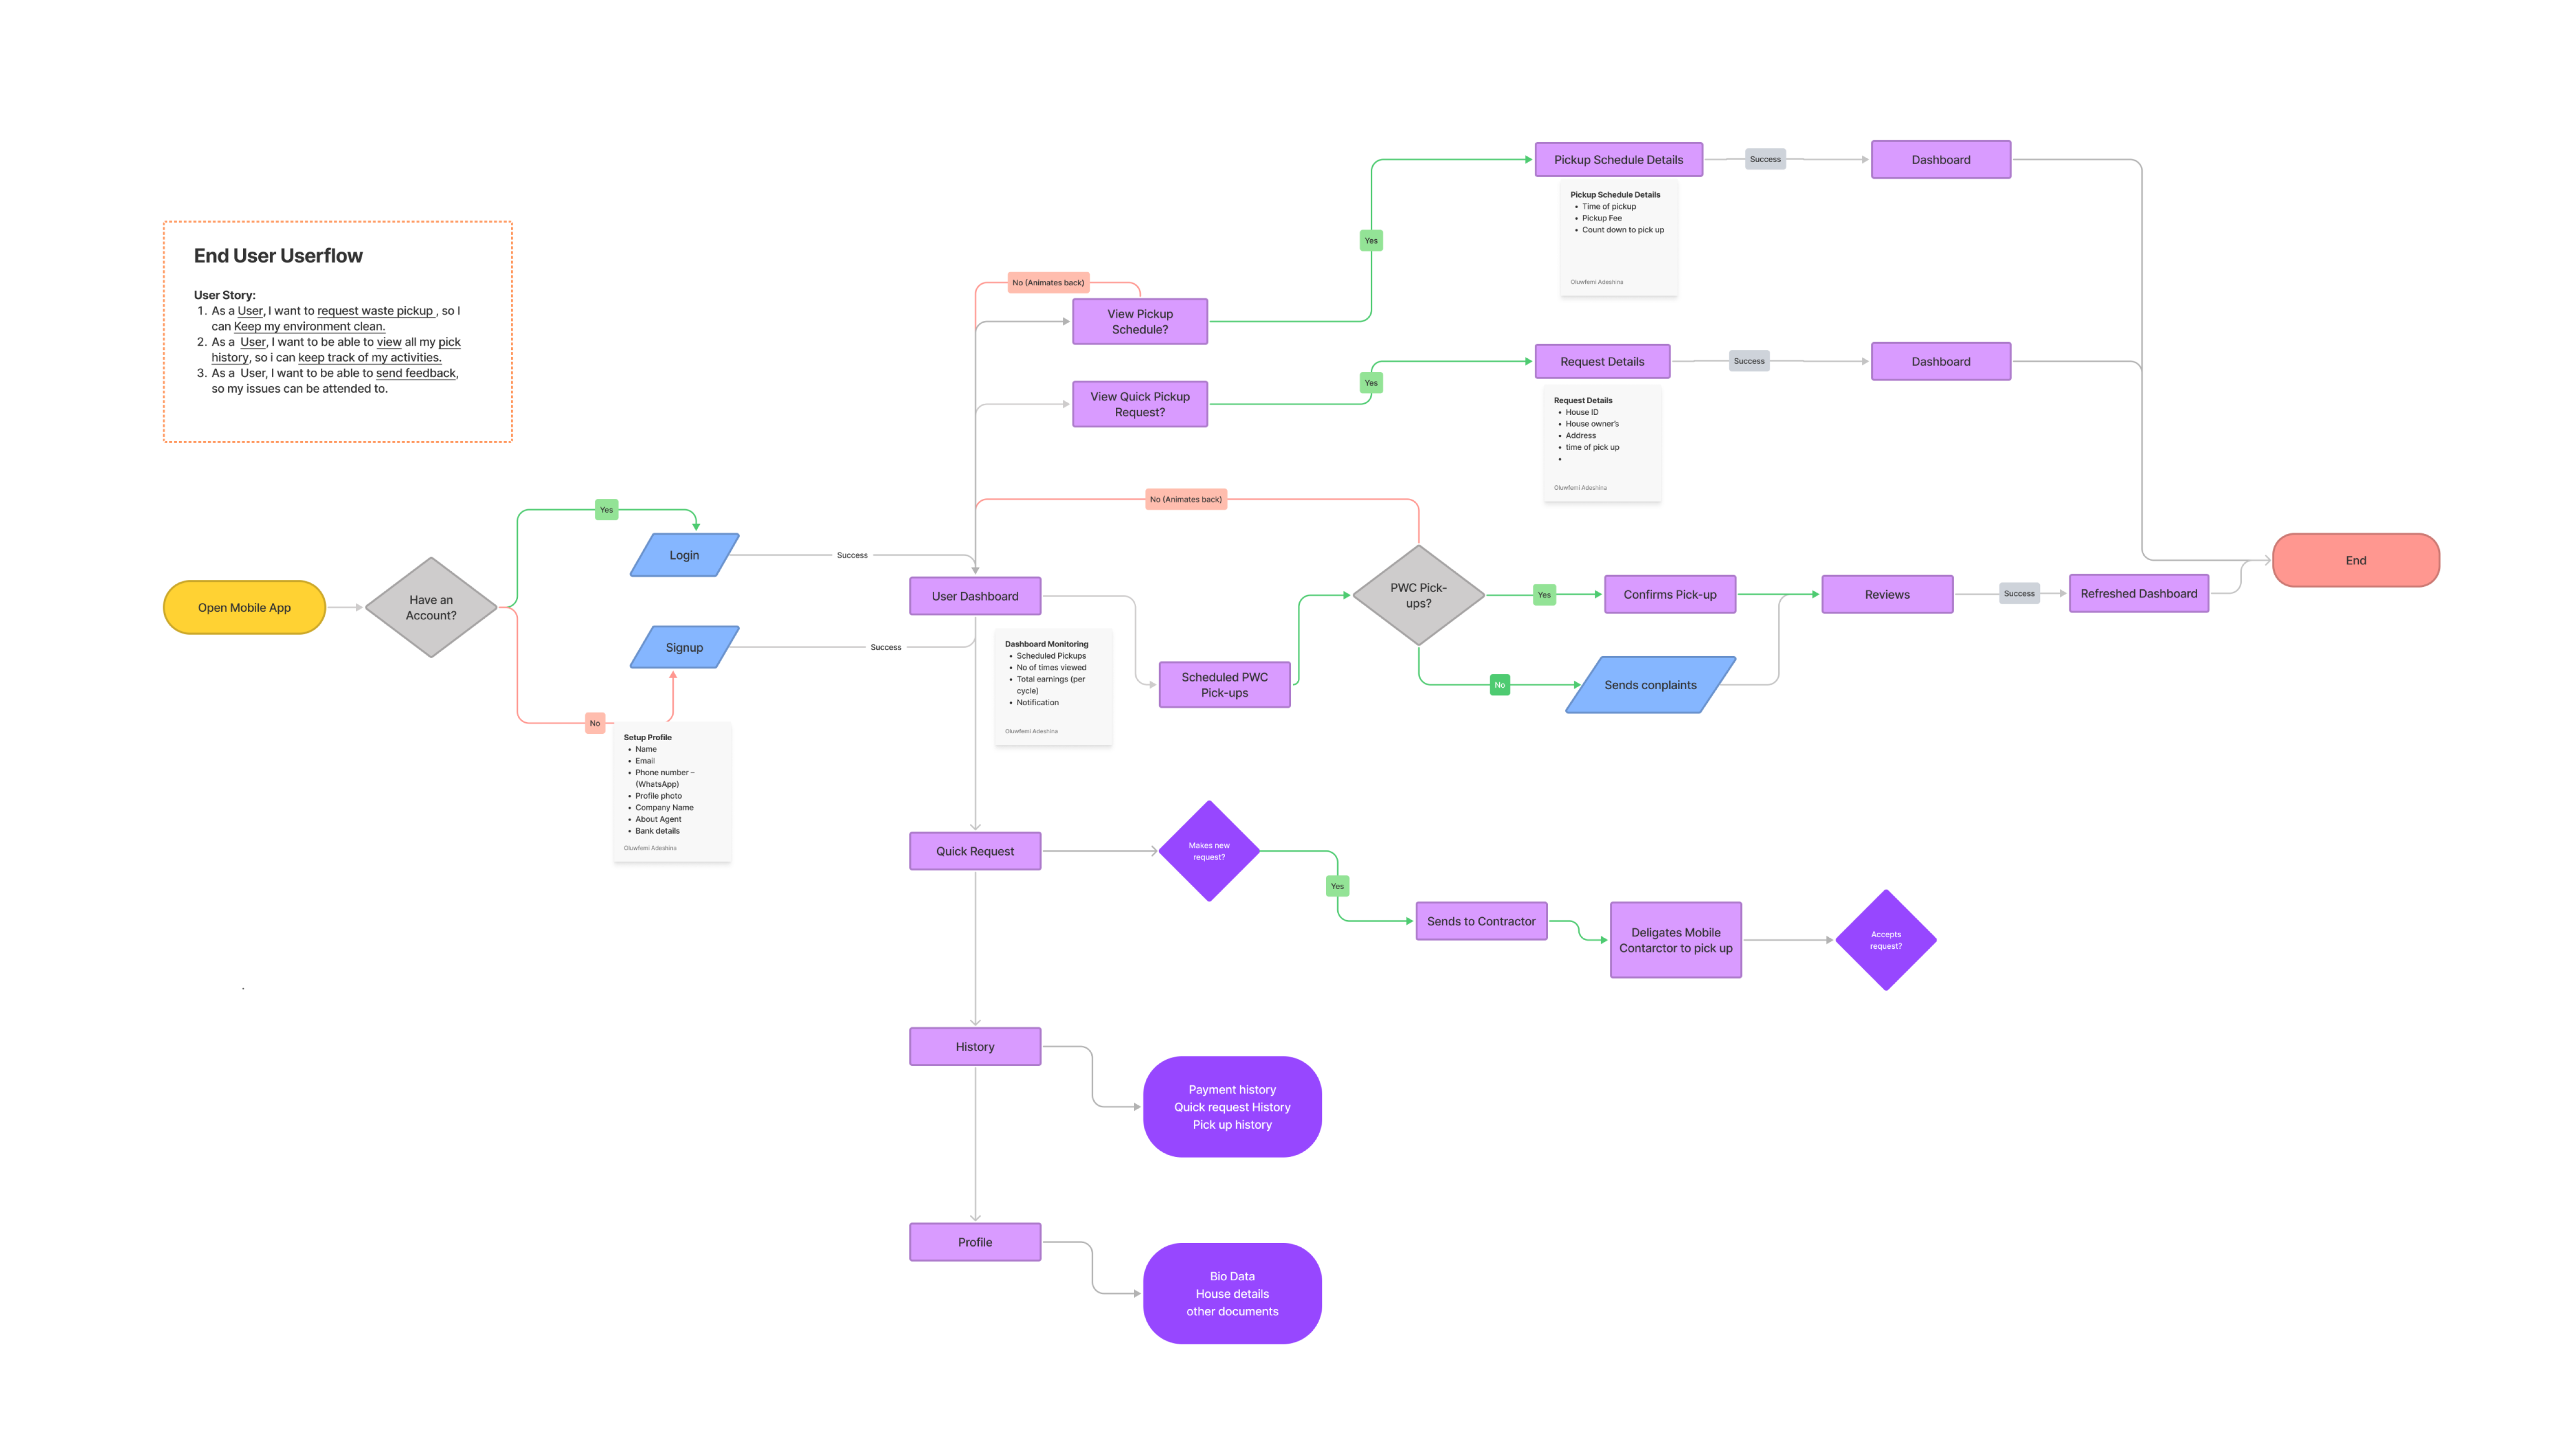 End User Userflow
User Story:
1. As a User, I want to request waste pickup , so I
can Keep my environment clean.
2. As a  User, I want to be able to view all my pick
history, so i can keep track of my activities.
3. As a  User, I want to be able to send feedback,
so my issues can be attended to.
Open Mobile App
Have an
Account?
Yes
Login
Success
No
Signup
Success
Setup Profile
• Name
• Email
• Phone number –
(WhatsApp)
• Profile photo
• Company Name
• About Agent
• Bank details
Oluwfemi Adeshina
User Dashboard
Dashboard Monitoring
• Scheduled Pickups
• No of times viewed
• Total earnings (per
cycle)
• Notification
Oluwfemi Adeshina
No (Animates back)
View Pickup
Schedule?
Yes
Pickup Schedule Details
Success
Dashboard
Pickup Schedule Details
• Time of pickup
• Pickup Fee
• Count down to pick up
Oluwfemi Adeshina
View Quick Pickup
Request?
Yes
Request Details
Success
Dashboard
Request Details
• House ID
• House owner's
• Address
• time of pick up
•
Oluwfemi Adeshina
No (Animates back)
Scheduled PWC
Pick-ups
PWC Pick-
ups?
Yes
Confirms Pick-up
Reviews
Success
Refreshed Dashboard
End
No
Sends conplaints
Quick Request
Makes new
request?
Yes
Sends to Contractor
Deligates Mobile
Contarctor to pick up
Accepts
request?
History
Payment history
Quick request History
Pick up history
Profile
Bio Data
House details
other documents